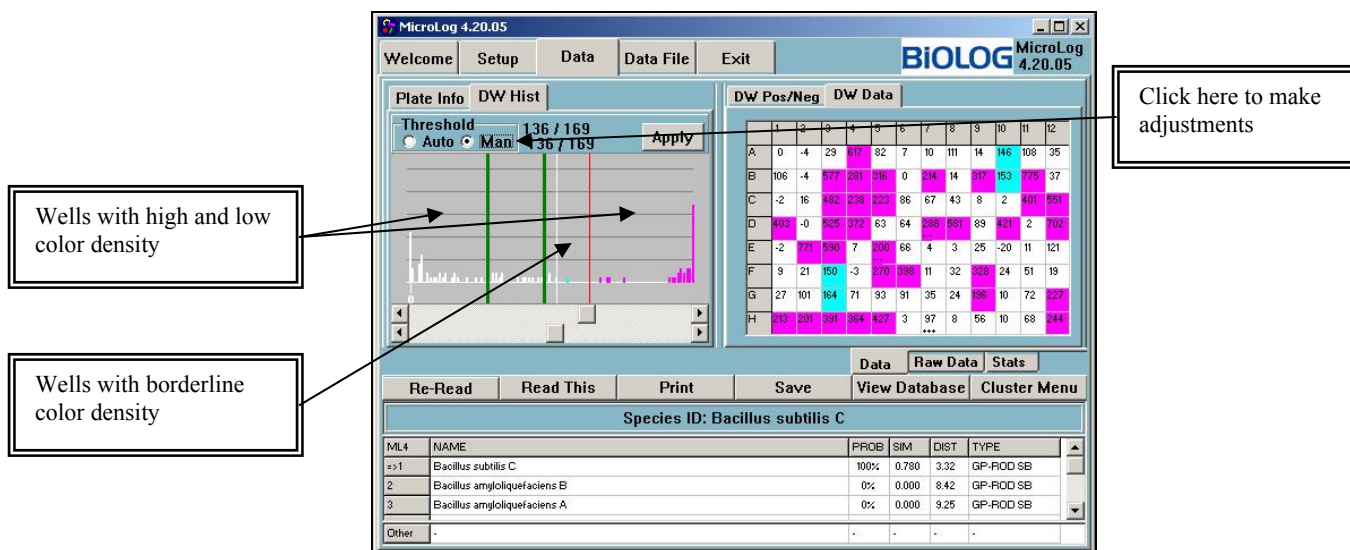 MicroLog 4.20.05
Welcome Setup Data Data File Exit
BiOLOG MicroLog
4.20.05
Plate Info DW Hist
Threshold
Auto Man
136 / 169
136 / 169
Apply
0
DW Pos/Neg DW Data
1 2 3 4 5 6 7 8 9 10 11 12
A 0 -4 29 617 82 7 10 111 14 146 108 35
B 106 -4 577 281 316 0 214 14 317 153 775 37
C -2 16 482 238 223 86 67 43 8 2 401 551
D 403 -0 525 372 63 64 288 581 89 421 2 702
E -2 771 590 7 200 66 4 3 25 -20 11 121
F 9 21 150 -3 270 398 11 32 328 24 51 19
G 27 101 164 71 93 91 35 24 196 10 72 227
H 213 201 391 364 427 3 97 8 56 10 68 244
Data Raw Data Stats
Re-Read Read This Print Save View Database Cluster Menu
Species ID: Bacillus subtilis C
ML4 NAME PROB SIM DIST TYPE
=>1 Bacillus subtilis C 100% 0.780 3.32 GP-ROD SB
2 Bacillus amyloliquefaciens B 0% 0.000 8.42 GP-ROD SB
3 Bacillus amyloliquefaciens A 0% 0.000 9.25 GP-ROD SB
Other - - - - -
Click here to make
adjustments
Wells with high and low
color density
Wells with borderline
color density